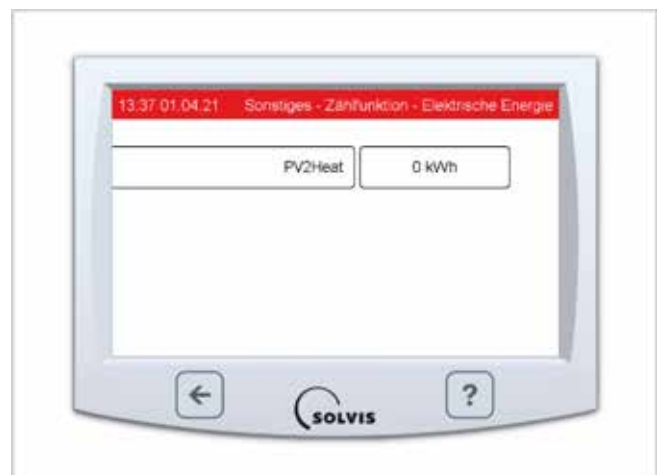 13:37 01.04.21 Sonstiges - Zählfunktion - Elektrische Energie
PV2Heat 0 kWh
?
SOLVIS